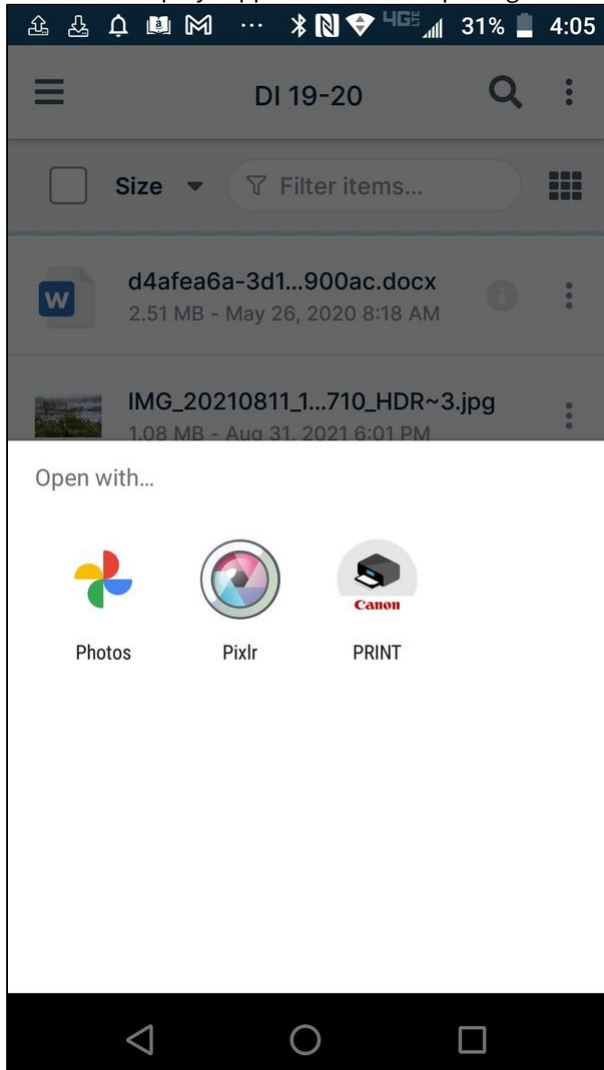 4G LTE 31% 4:05
DI 19-20
Size Filter items...
W d4afea6a-3d1...900ac.docx
2.51 MB - May 26, 2020 8:18 AM
IMG_20210811_1...710_HDR~3.jpg
1.08 MB - Aug 31, 2021 6:01 PM
Open with...
Canon
Photos Pixlr PRINT